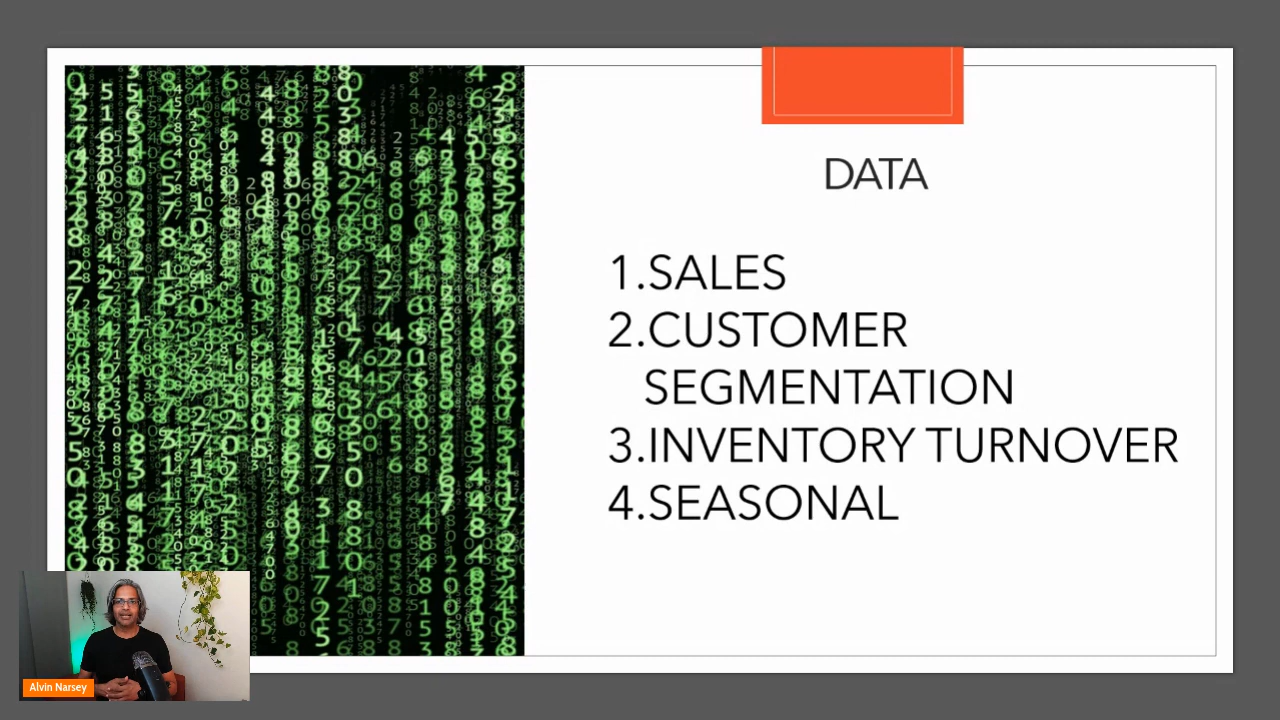 DATA
1.SALES
2.CUSTOMER
SEGMENTATION
3.INVENTORY TURNOVER
4.SEASONAL
Alvin Narsey